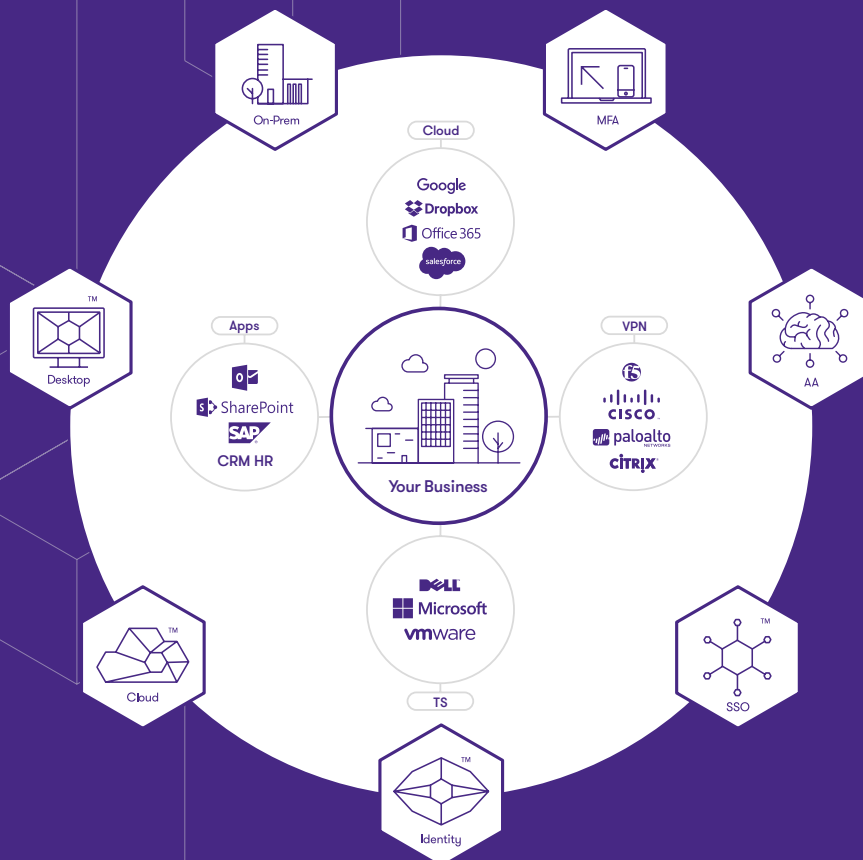 On-Prem
MFA
Cloud
Google
Dropbox
Office 365
salesforce
TM
Desktop
Apps
O
S
SharePoint
SAP
CRM HR
Your Business
VPN
f5
CISCO
paloalto
NETWORKS
CITRIX
AA
DELL
Microsoft
vmware
TS
TM
Cloud
TM
SSO
TM
Identity